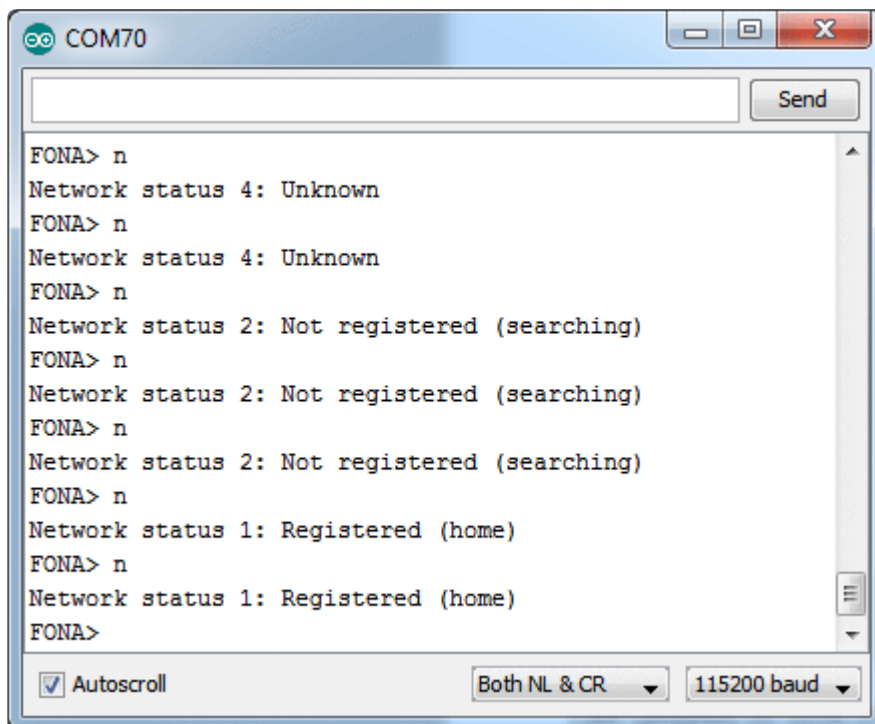 COM70
Send
FONA> n
Network status 4: Unknown
FONA> n
Network status 4: Unknown
FONA> n
Network status 2: Not registered (searching)
FONA> n
Network status 2: Not registered (searching)
FONA> n
Network status 2: Not registered (searching)
FONA> n
Network status 1: Registered (home)
FONA> n
Network status 1: Registered (home)
FONA>
Autoscroll Both NL & CR 115200 baud